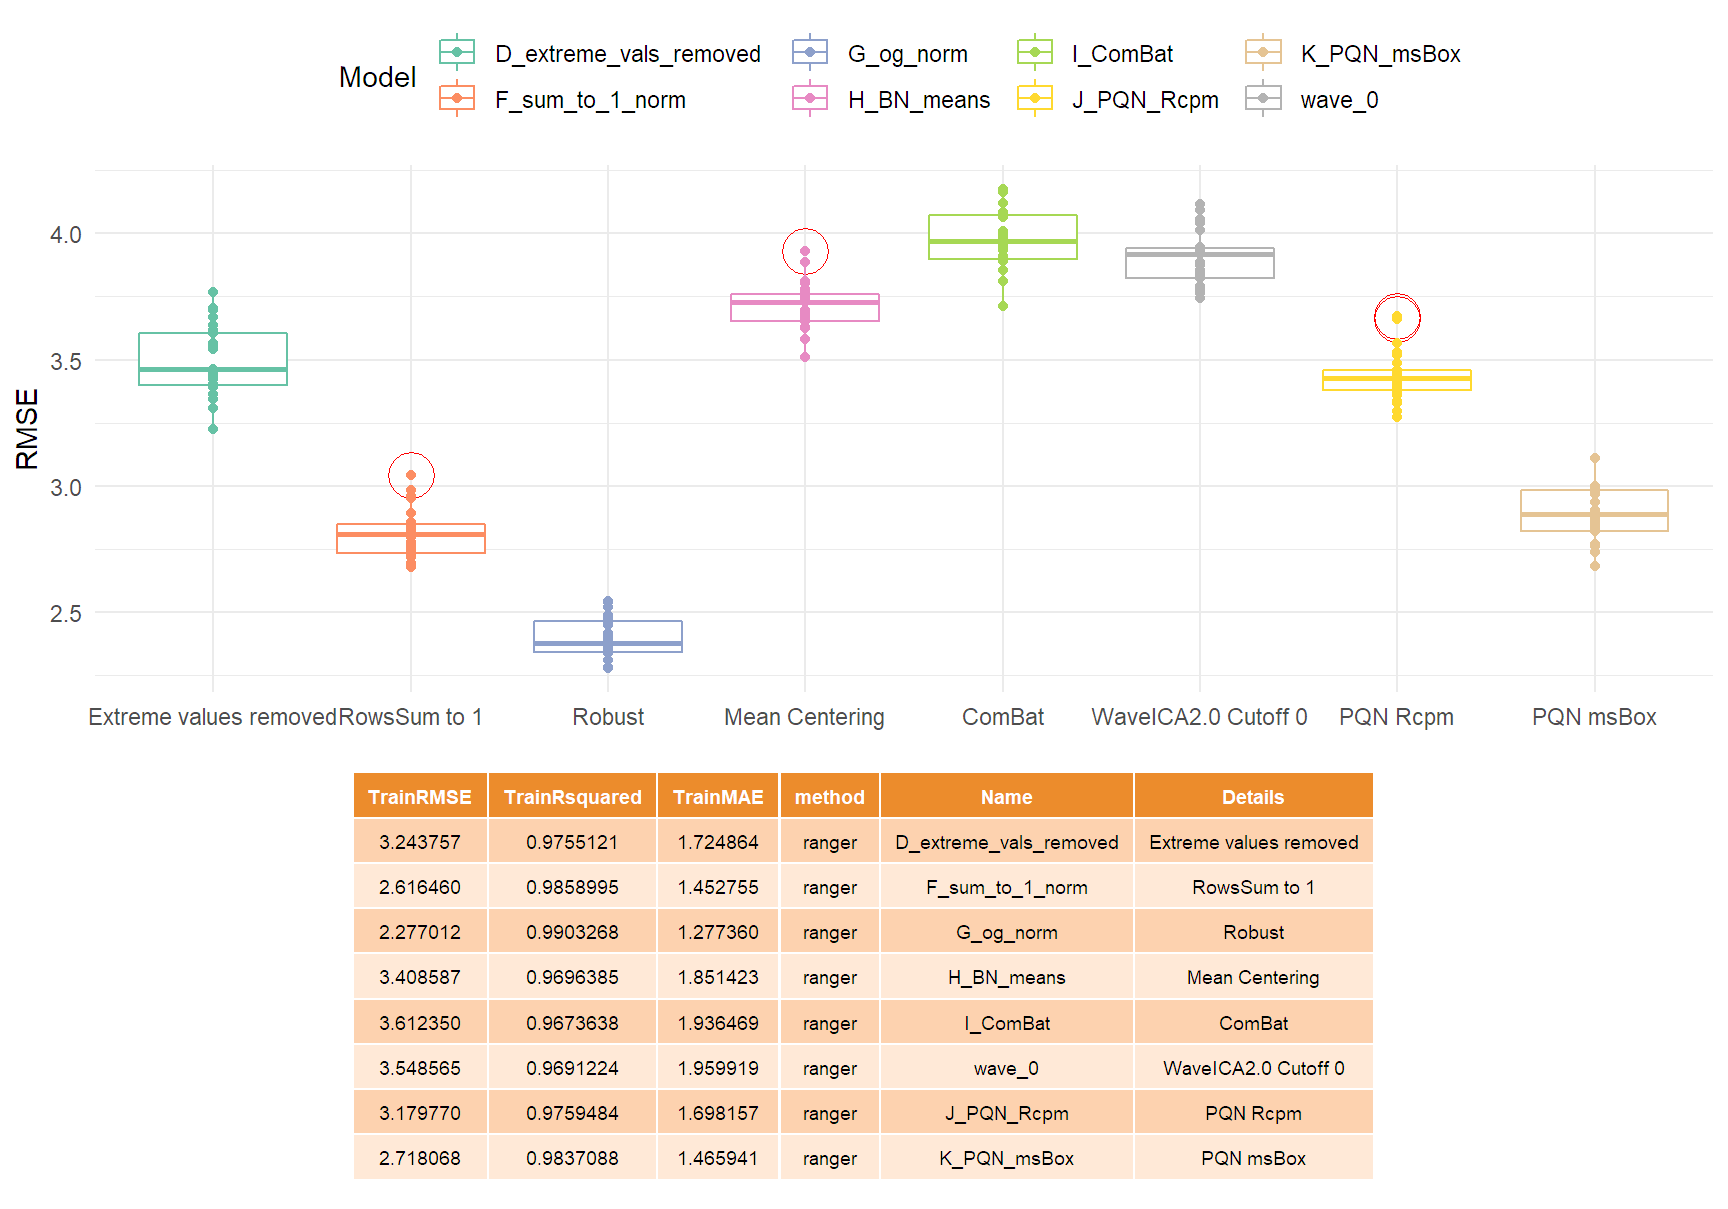 Model
D_extreme_vals_removed G_og_norm I_ComBat K_PQN_msBox
F_sum_to_1_norm H_BN_means J_PQN_Rcpm wave_0
RMSE
4.0
3.5
3.0
2.5
Extreme values removed RowsSum to 1 Robust Mean Centering ComBat WaveICA2.0 Cutoff 0 PQN Rcpm PQN msBox
TrainRMSE TrainRsquared TrainMAE method Name Details
3.243757 0.9755121 1.724864 ranger D_extreme_vals_removed Extreme values removed
2.616460 0.9858995 1.452755 ranger F_sum_to_1_norm RowsSum to 1
2.277012 0.9903268 1.277360 ranger G_og_norm Robust
3.408587 0.9696385 1.851423 ranger H_BN_means Mean Centering
3.612350 0.9673638 1.936469 ranger I_ComBat ComBat
3.548565 0.9691224 1.959919 ranger wave_0 WaveICA2.0 Cutoff 0
3.179770 0.9759484 1.698157 ranger J_PQN_Rcpm PQN Rcpm
2.718068 0.9837088 1.465941 ranger K_PQN_msBox PQN msBox